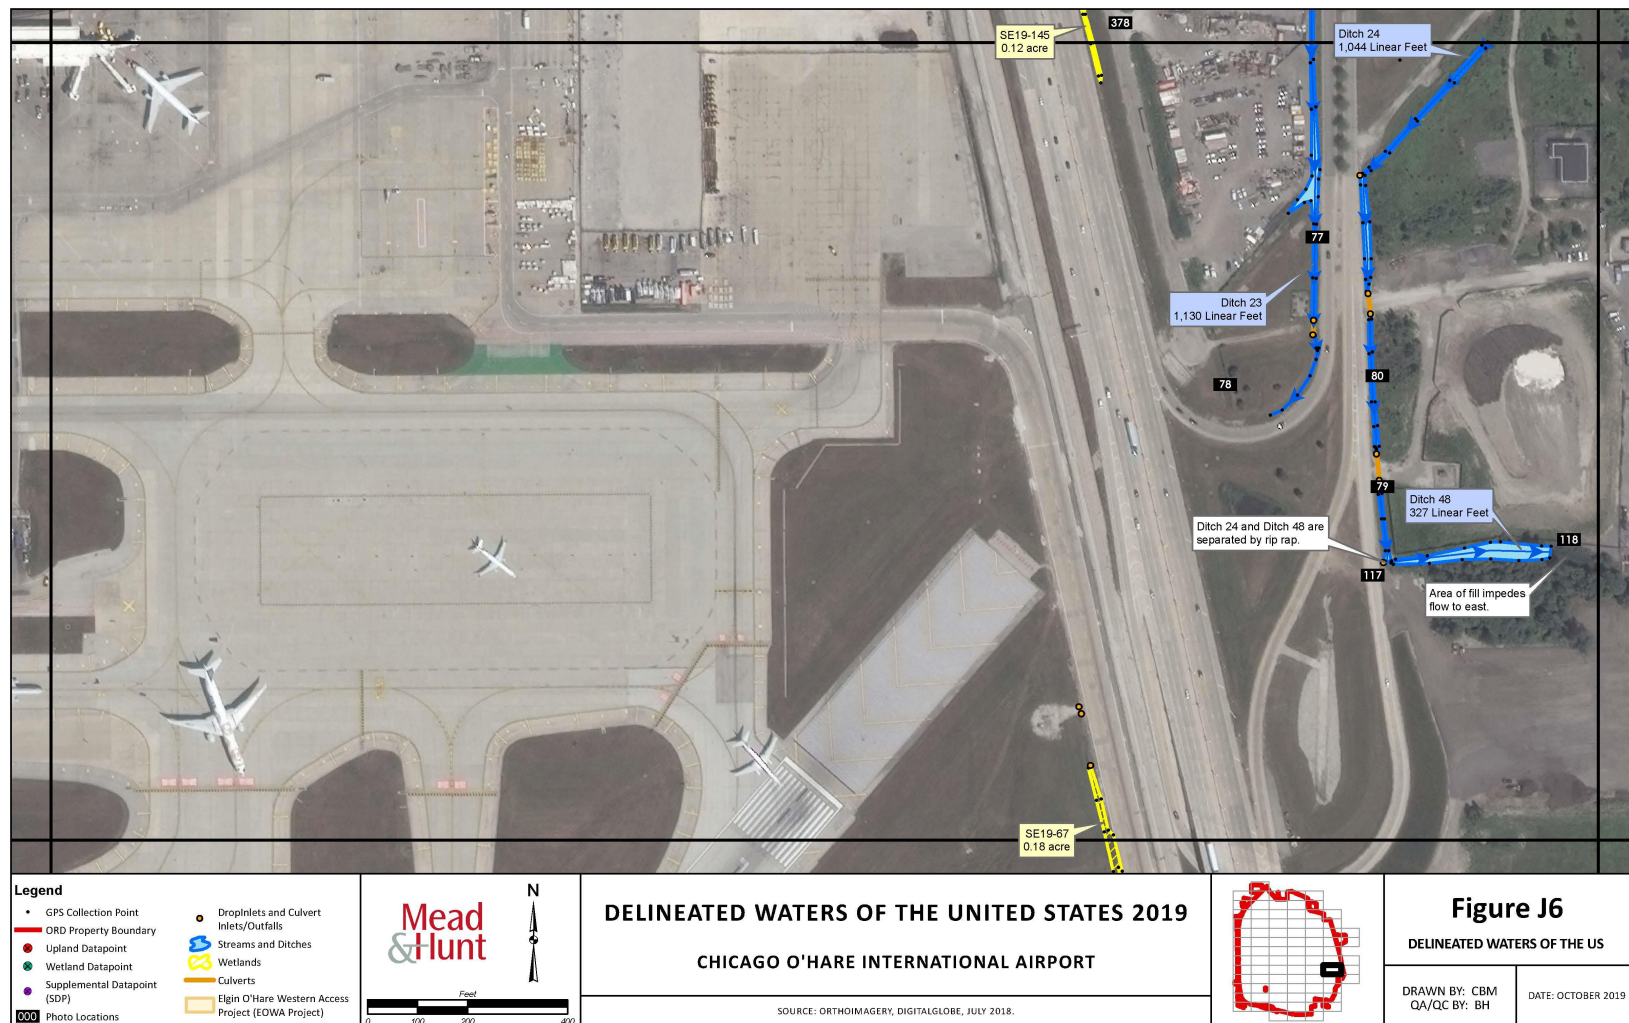 SE19-145
0.12 acre
378
Ditch 24
1,044 Linear Feet
77
Ditch 23
1,130 Linear Feet
78
80
79
Ditch 48
327 Linear Feet
Ditch 24 and Ditch 48 are
separated by rip rap.
118
117
Area of fill impedes
flow to east.
SE19-67
0.18 acre
Legend
GPS Collection Point
ORD Property Boundary
Upland Datapoint
Wetland Datapoint
Supplemental Datapoint
(SDP)
000 Photo Locations
DropInlets and Culvert
Inlets/Outfalls
Streams and Ditches
Wetlands
Culverts
Elgin O'Hare Western Access
Project (EOWA Project)
Mead
&Hunt
N
Feet
0 100 200 400
DELINEATED WATERS OF THE UNITED STATES 2019
CHICAGO O'HARE INTERNATIONAL AIRPORT
SOURCE: ORTHOIMAGERY, DIGITALGLOBE, JULY 2018.
Figure J6
DELINEATED WATERS OF THE US
DRAWN BY: CBM
QA/QC BY: BH
DATE: OCTOBER 2019